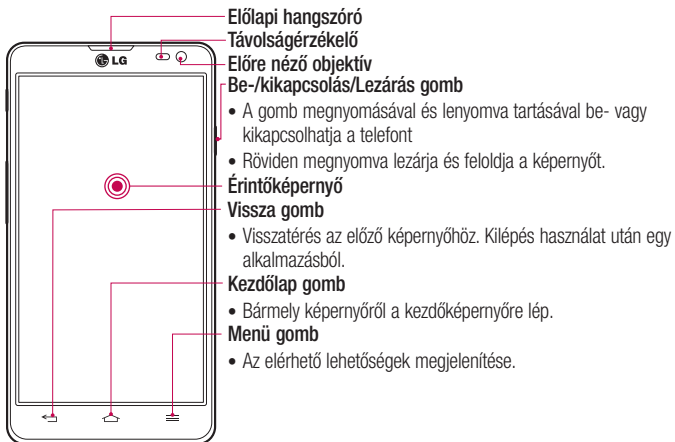 Előlapi hangszóró
Távolságérzékelő
Előre néző objektív
Be-/kikapcsolás/Lezárás gomb
• A gomb megnyomásával és lenyomva tartásával be- vagy
kikapcsolhatja a telefont
• Röviden megnyomva lezárja és feloldja a képernyőt.
Érintőképernyő
Vissza gomb
• Visszatérés az előző képernyőhöz. Kilépés használat után egy
alkalmazásból.
Kezdőlap gomb
• Bármely képernyőről a kezdőképernyőre lép.
Menü gomb
• Az elérhető lehetőségek megjelenítése.
LG